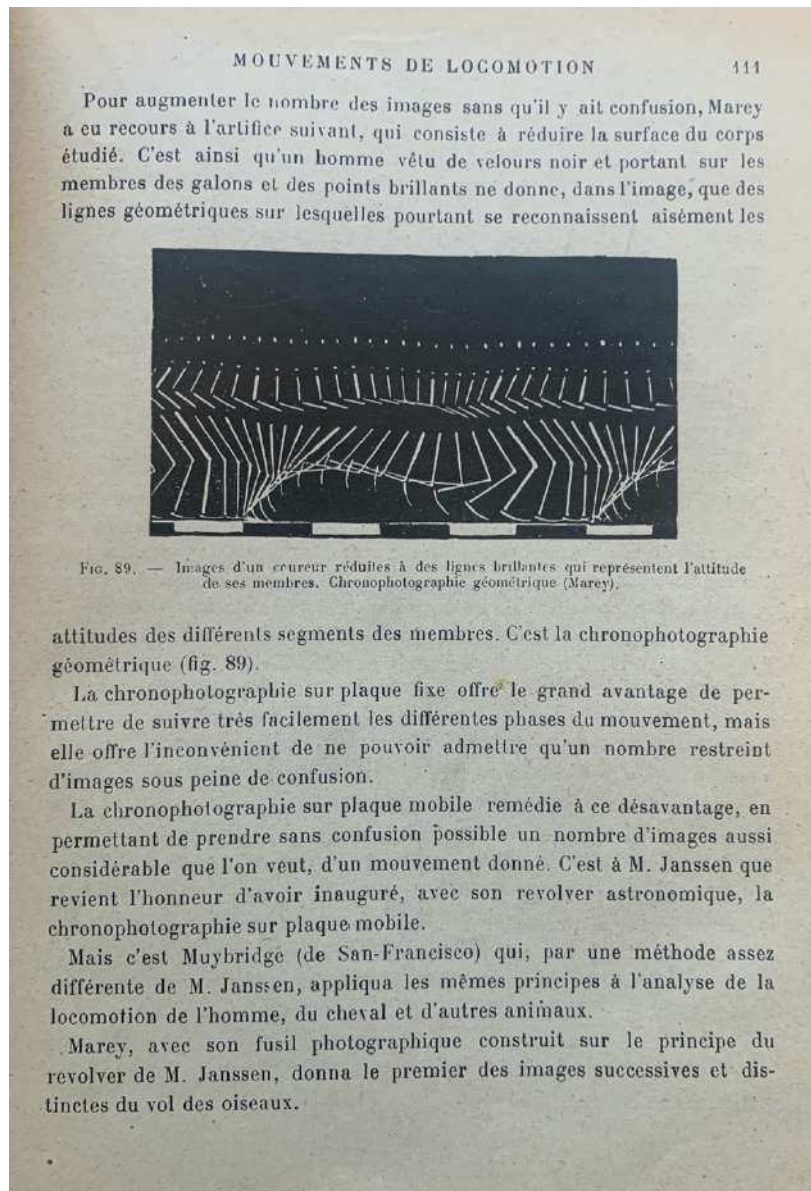 MOUVEMENTS DE LOCOMOTION 111
Pour augmenter le nombre des images sans qu'il y ait confusion, Marey
a eu recours à l'artifice suivant, qui consiste à réduire la surface du corps
étudié. C'est ainsi qu'un homme vêtu de velours noir et portant sur les
membres des galons et des points brillants ne donne, dans l'image, que des
lignes géométriques sur lesquelles pourtant se reconnaissent aisément les
Fig. 89. — Images d'un coureur réduites à des lignes brillantes qui représentent l'attitude
de ses membres. Chronophotographie géométrique (Marey).
attitudes des différents segments des membres. C'est la chronophotographie
géométrique (fig. 89).
La chronophotographie sur plaque fixe offre le grand avantage de per-
mettre de suivre très facilement les différentes phases du mouvement, mais
elle offre l'inconvénient de ne pouvoir admettre qu'un nombre restreint
d'images sous peine de confusion.
La chronophotographie sur plaque mobile remédie à ce désavantage, en
permettant de prendre sans confusion possible un nombre d'images aussi
considérable que l'on veut, d'un mouvement donné. C'est à M. Janssen que
revient l'honneur d'avoir inauguré, avec son revolver astronomique, la
chronophotographie sur plaque mobile.
Mais c'est Muybridge (de San-Francisco) qui, par une méthode assez
différente de M. Janssen, appliqua les mêmes principes à l'analyse de la
locomotion de l'homme, du cheval et d'autres animaux.
Marey, avec son fusil photographique construit sur le principe du
revolver de M. Janssen, donna le premier des images successives et dis-
tinctes du vol des oiseaux.